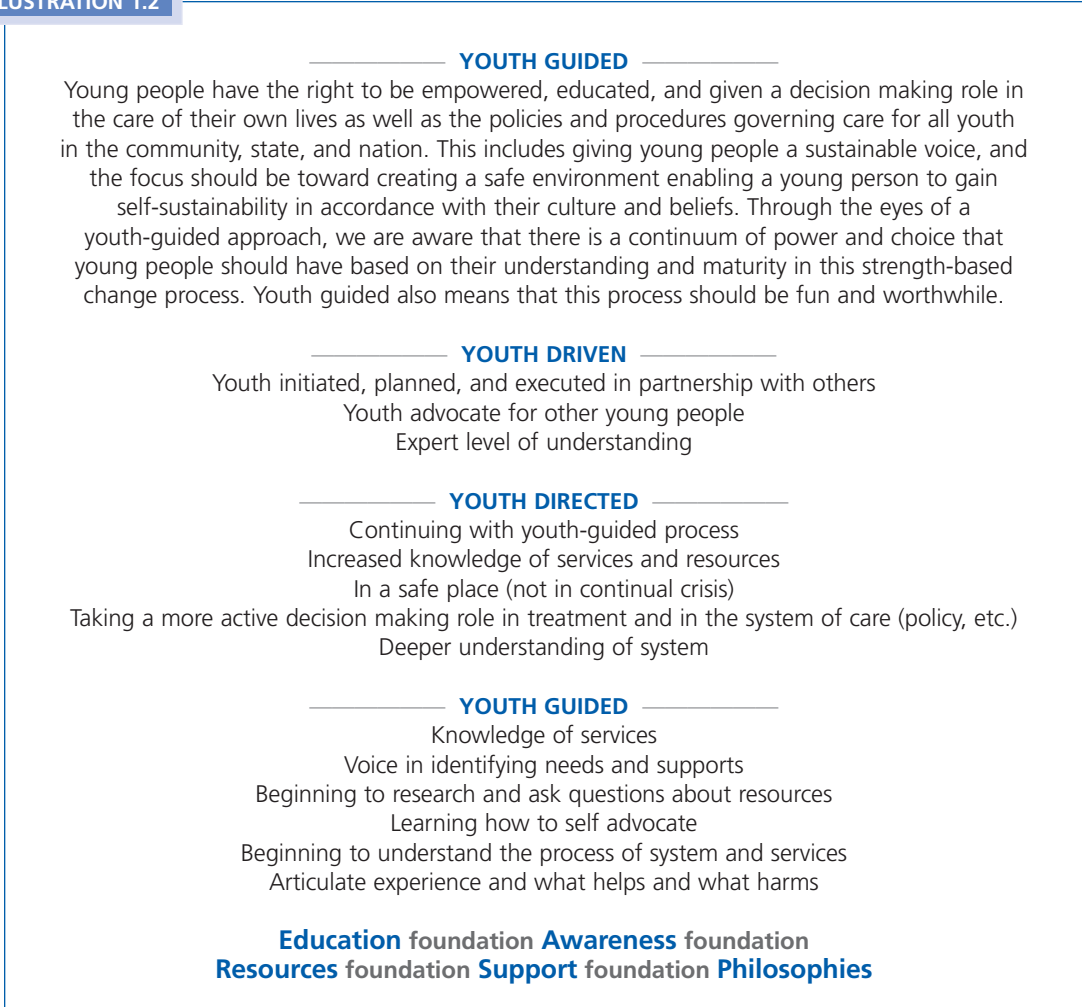 LUSTRATION 1.2
YOUTH GUIDED
Young people have the right to be empowered, educated, and given a decision making role in
the care of their own lives as well as the policies and procedures governing care for all youth
in the community, state, and nation. This includes giving young people a sustainable voice, and
the focus should be toward creating a safe environment enabling a young person to gain
self-sustainability in accordance with their culture and beliefs. Through the eyes of a
youth-guided approach, we are aware that there is a continuum of power and choice that
young people should have based on their understanding and maturity in this strength-based
change process. Youth guided also means that this process should be fun and worthwhile.
YOUTH DRIVEN
Youth initiated, planned, and executed in partnership with others
Youth advocate for other young people
Expert level of understanding
YOUTH DIRECTED
Continuing with youth-guided process
Increased knowledge of services and resources
In a safe place (not in continual crisis)
Taking a more active decision making role in treatment and in the system of care (policy, etc.)
Deeper understanding of system
YOUTH GUIDED
Knowledge of services
Voice in identifying needs and supports
Beginning to research and ask questions about resources
Learning how to self advocate
Beginning to understand the process of system and services
Articulate experience and what helps and what harms
Education foundation Awareness foundation
Resources foundation Support foundation Philosophies